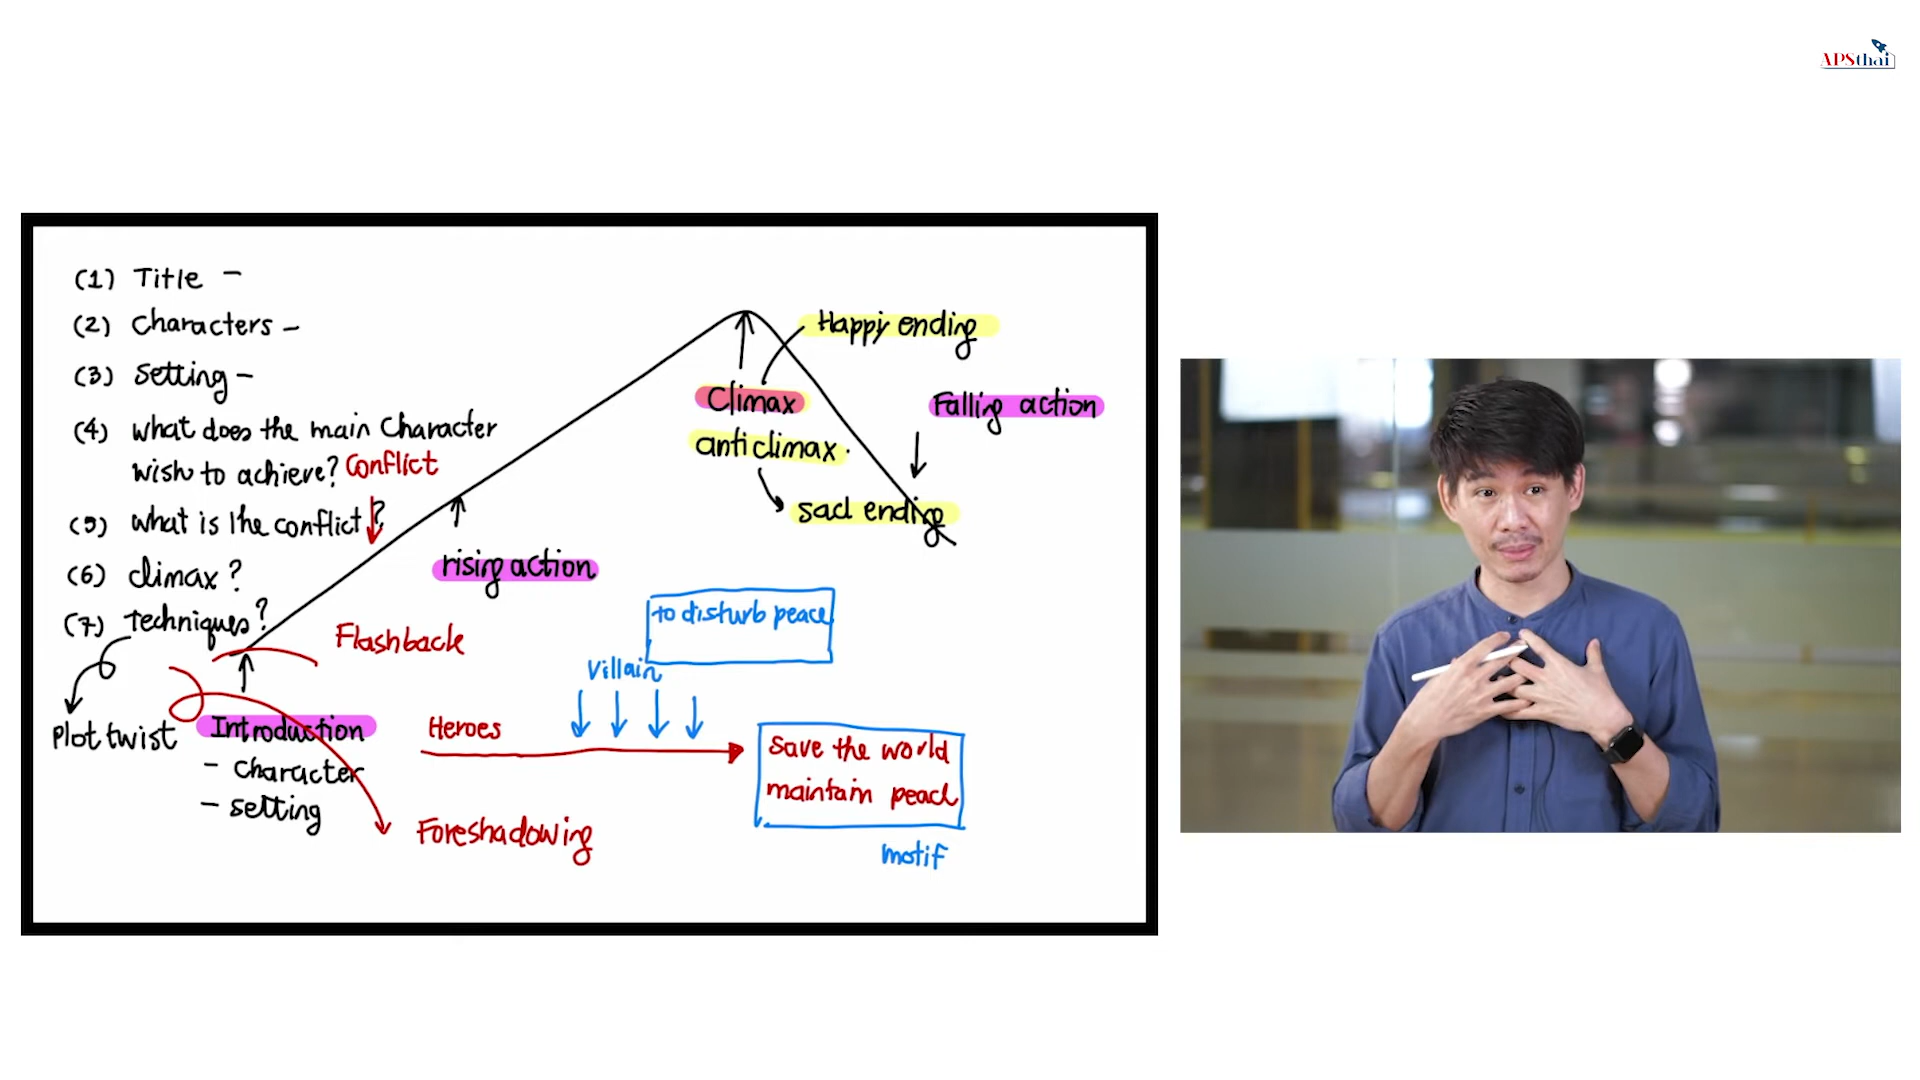 APSthai
(1) Title -
(2) Characters -
(3) Setting -
(4) What does the main character
wish to achieve?
Conflict
(5) What is the conflict?
(6) climax?
(7) techniques?
Plot twist
Introduction
- Character
- setting
Flashback
Foreshadowing
rising action
Climax
anticlimax.
Happy ending
sad ending
Falling action
to disturb peace
Villain
Heroes
Save the world
maintain peace
motif